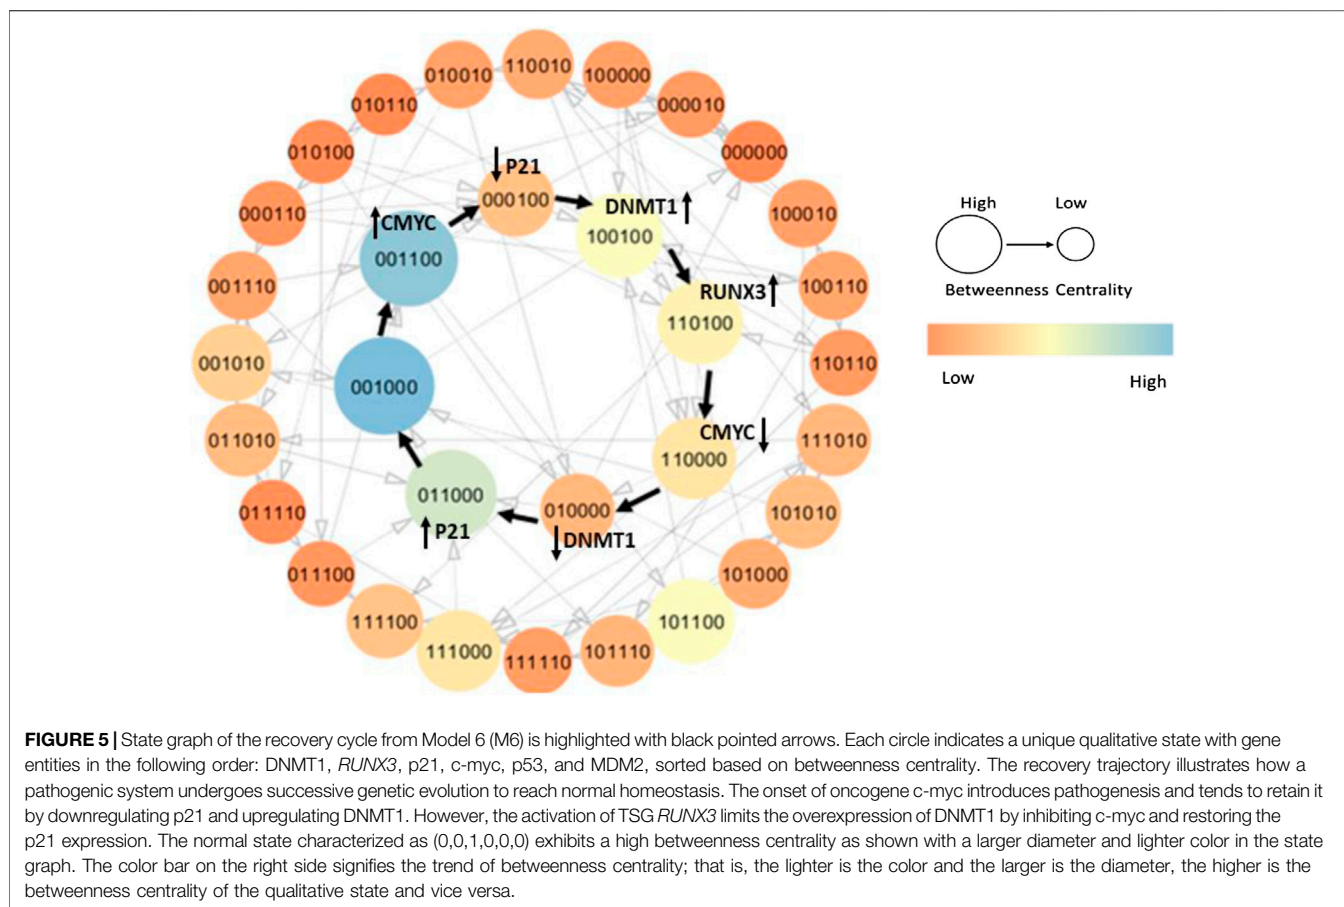 110010
010010
100000
010110
000010
010100
000000
↓P21
000100
DNMT1↑
100100
000110
↑CMYC
001100
100010
High
Low
Betweenness Centrality
001110
RUNX3↑
110100
100110
001010
001000
110110
Low
High
011010
CMYC↓
110000
111010
011000
↑P21
010000
↓DNMT1
011110
101010
011100
101000
111100
101100
111000
111110
101110
FIGURE 5 | State graph of the recovery cycle from Model 6 (M6) is highlighted with black pointed arrows. Each circle indicates a unique qualitative state with gene
entities in the following order: DNMT1, RUNX3, p21, c-myc, p53, and MDM2, sorted based on betweenness centrality. The recovery trajectory illustrates how a
pathogenic system undergoes successive genetic evolution to reach normal homeostasis. The onset of oncogene c-myc introduces pathogenesis and tends to retain it
by downregulating p21 and upregulating DNMT1. However, the activation of TSG RUNX3 limits the overexpression of DNMT1 by inhibiting c-myc and restoring the
p21 expression. The normal state characterized as (0,0,1,0,0,0) exhibits a high betweenness centrality as shown with a larger diameter and lighter color in the state
graph. The color bar on the right side signifies the trend of betweenness centrality; that is, the lighter is the color and the larger is the diameter, the higher is the
betweenness centrality of the qualitative state and vice versa.